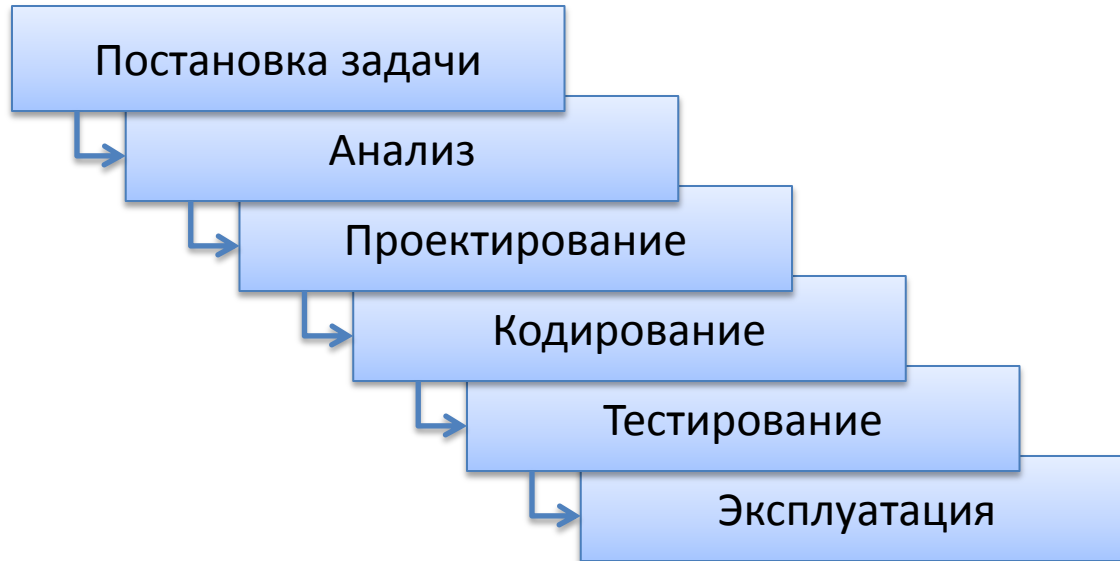 Постановка задачи
Анализ
Проектирование
Кодирование
Тестирование
Эксплуатация